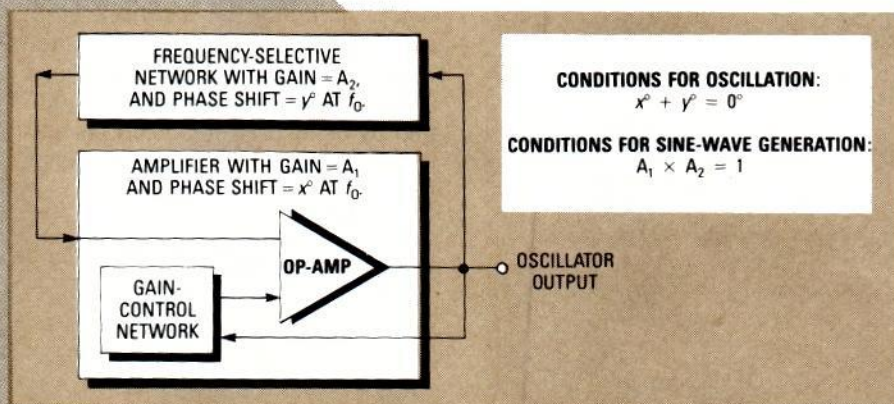 FREQUENCY-SELECTIVE
NETWORK WITH GAIN = A₂,
AND PHASE SHIFT = y° AT f₀.
CONDITIONS FOR OSCILLATION:
x° + y° = 0°
CONDITIONS FOR SINE-WAVE GENERATION:
A₁ × A₂ = 1
AMPLIFIER WITH GAIN = A₁
AND PHASE SHIFT = x° AT f₀.
OP-AMP
GAIN-
CONTROL
NETWORK
OSCILLATOR
OUTPUT